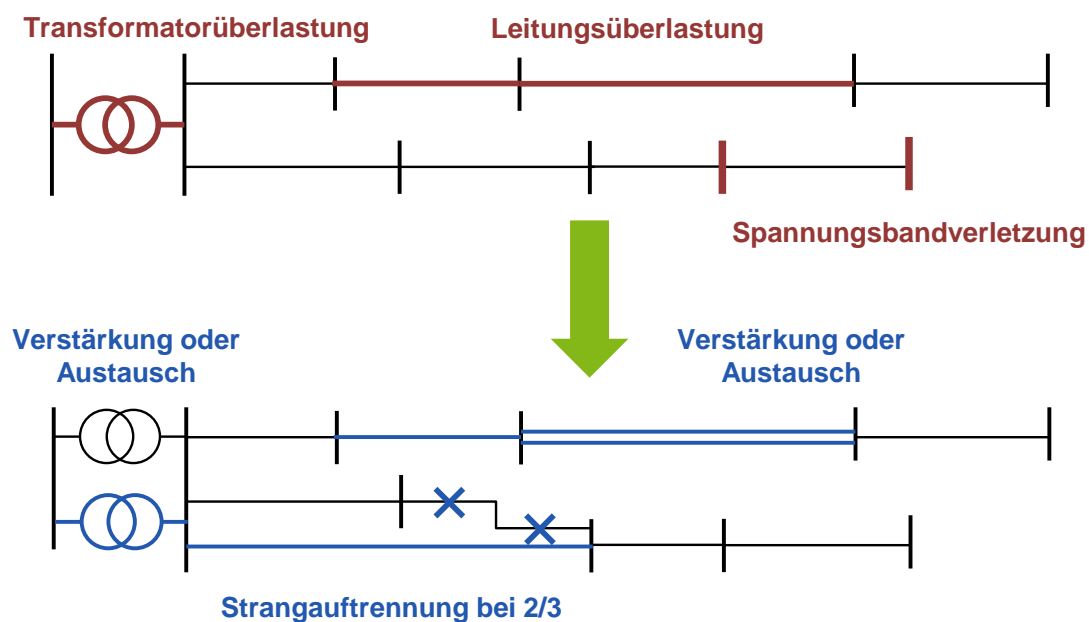 Transformatorüberlastung
Leitungsüberlastung
Spannungsbandverletzung
Verstärkung oder
Austausch
Verstärkung oder
Austausch
Strangauftrennung bei 2/3